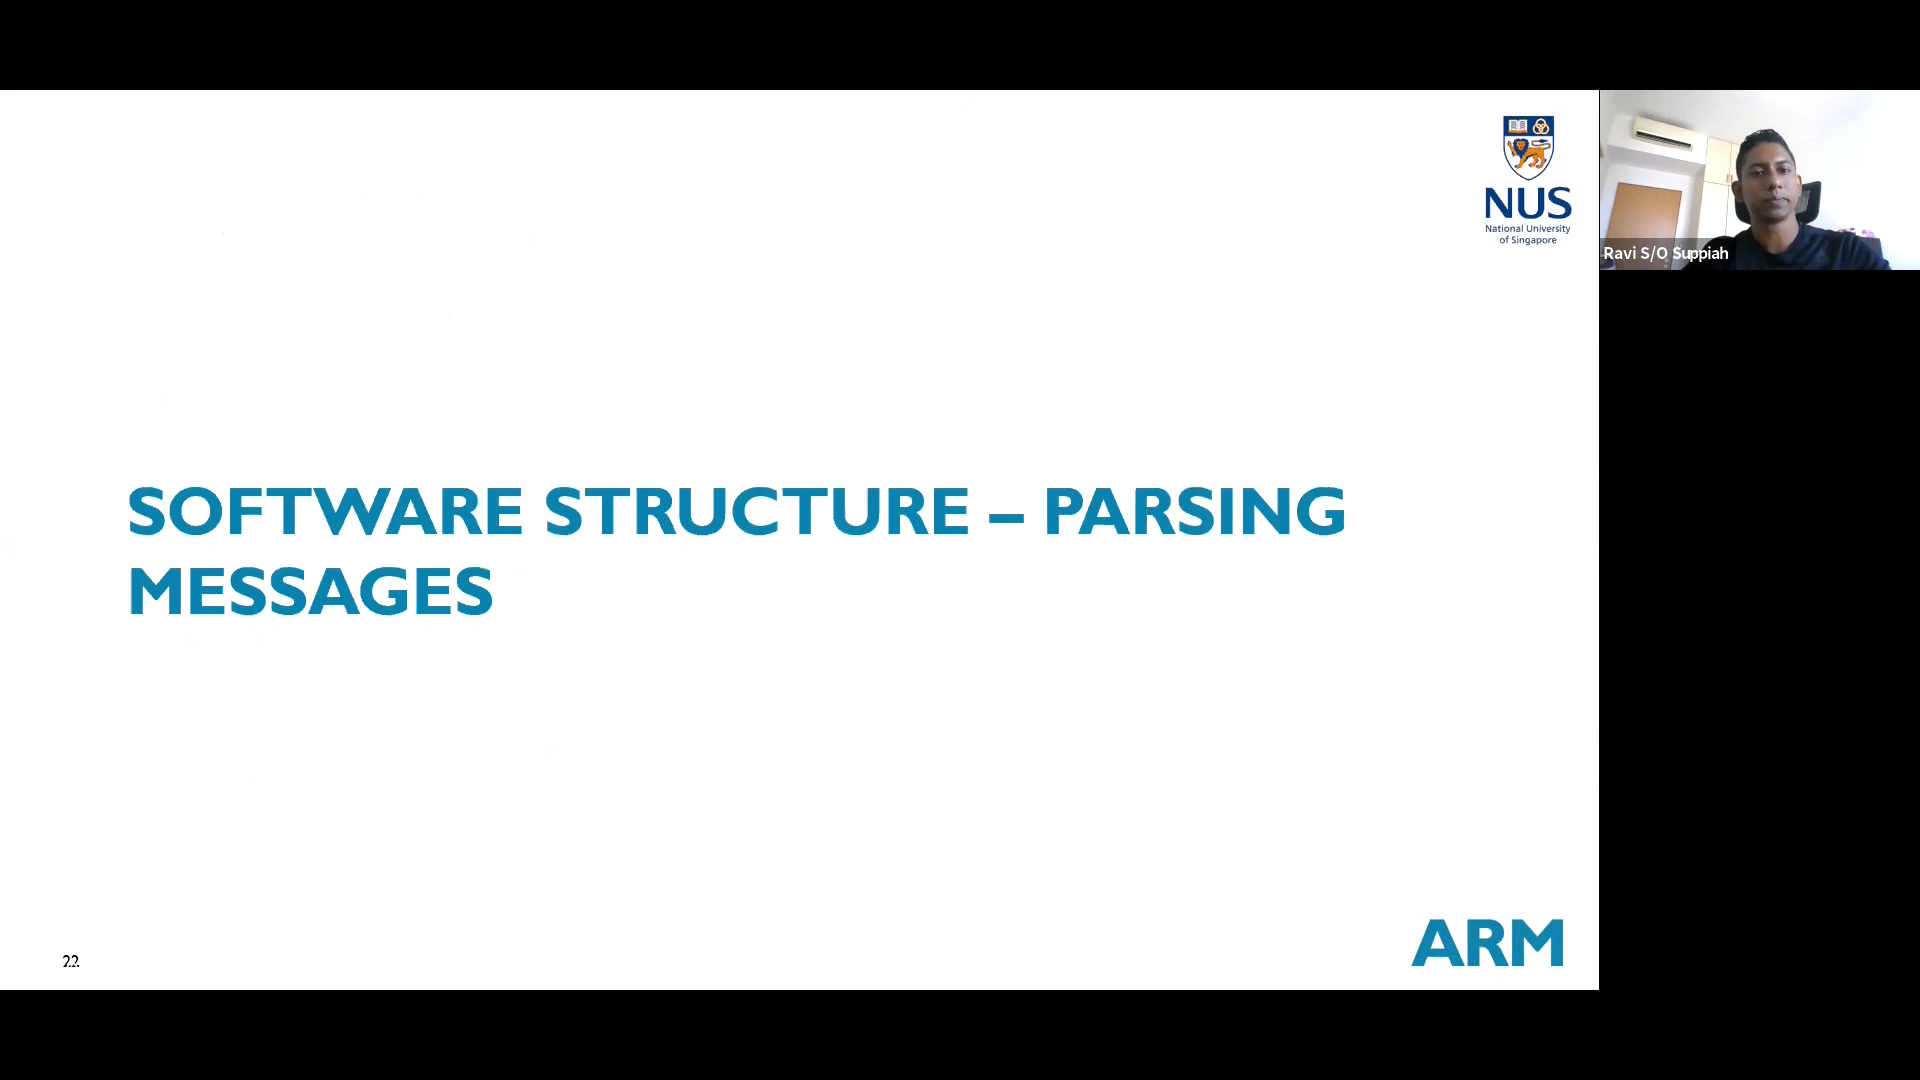 NUS
National University
of Singapore
Ravi S/O Suppiah
SOFTWARE STRUCTURE – PARSING
MESSAGES
22
ARM